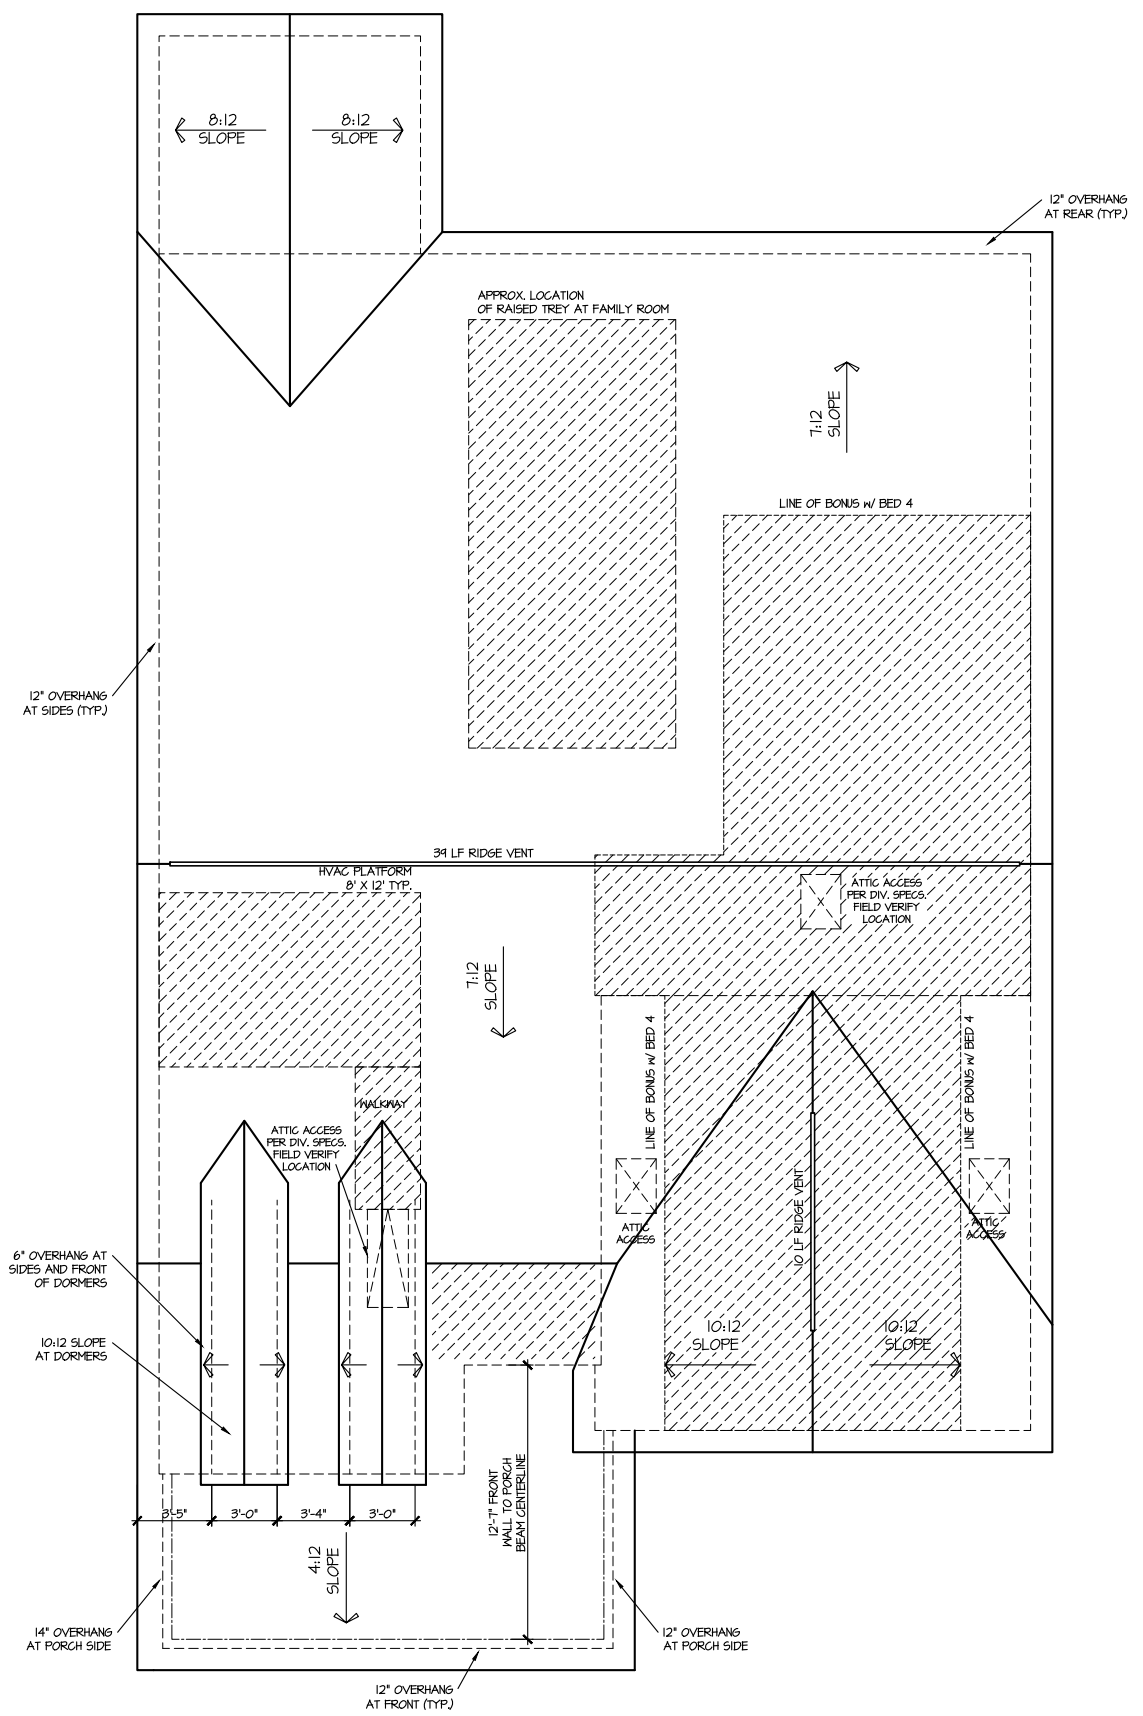 8:12
SLOPE
8:12
SLOPE
12" OVERHANG
AT REAR (TYP.)
APPROX. LOCATION
OF RAISED TREY AT FAMILY ROOM
7:12
SLOPE
LINE OF BONUS W/ BED 4
12" OVERHANG
AT SIDES (TYP.)
39 LF RIDGE VENT
HVAC PLATFORM
8' X 12' TYP.
ATTIC ACCESS
PER DIV. SPECS.
FIELD VERIFY
LOCATION
7:12
SLOPE
LINE OF BONUS W/ BED 4
LINE OF BONUS W/ BED 4
WALKWAY
ATTIC ACCESS
PER DIV. SPECS.
FIELD VERIFY
LOCATION
10 LF RIDGE VENT
ATTIC
ACCESS
ATTIC
ACCESS
6" OVERHANG AT
SIDES AND FRONT
OF DORMERS
10:12 SLOPE
AT DORMERS
10:12
SLOPE
10:12
SLOPE
12'-7" FRONT
WALL TO PORCH
BEAM CENTERLINE
3'-5"
3'-0"
3'-4"
3'-0"
4:12
SLOPE
14" OVERHANG
AT PORCH SIDE
12" OVERHANG
AT PORCH SIDE
12" OVERHANG
AT FRONT (TYP.)